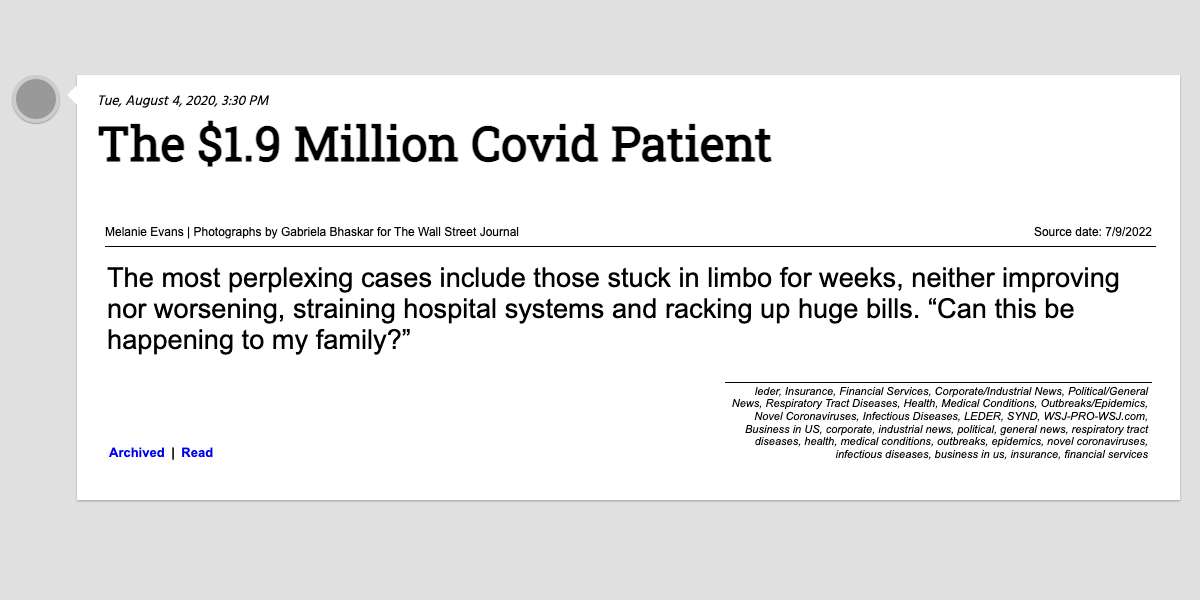 Tue, August 4, 2020, 3:30 PM
The $1.9 Million Covid Patient
Melanie Evans | Photographs by Gabriela Bhaskar for The Wall Street Journal
Source date: 7/9/2022
The most perplexing cases include those stuck in limbo for weeks, neither improving
nor worsening, straining hospital systems and racking up huge bills. “Can this be
happening to my family?”
leder, Insurance, Financial Services, Corporate/Industrial News, Political/General
News, Respiratory Tract Diseases, Health, Medical Conditions, Outbreaks/Epidemics,
Novel Coronaviruses, Infectious Diseases, LEDER, SYND, WSJ-PRO-WSJ.com,
Business in US, corporate, industrial news, political, general news, respiratory tract
diseases, health, medical conditions, outbreaks, epidemics, novel coronaviruses,
infectious diseases, business in us, insurance, financial services
Archived | Read